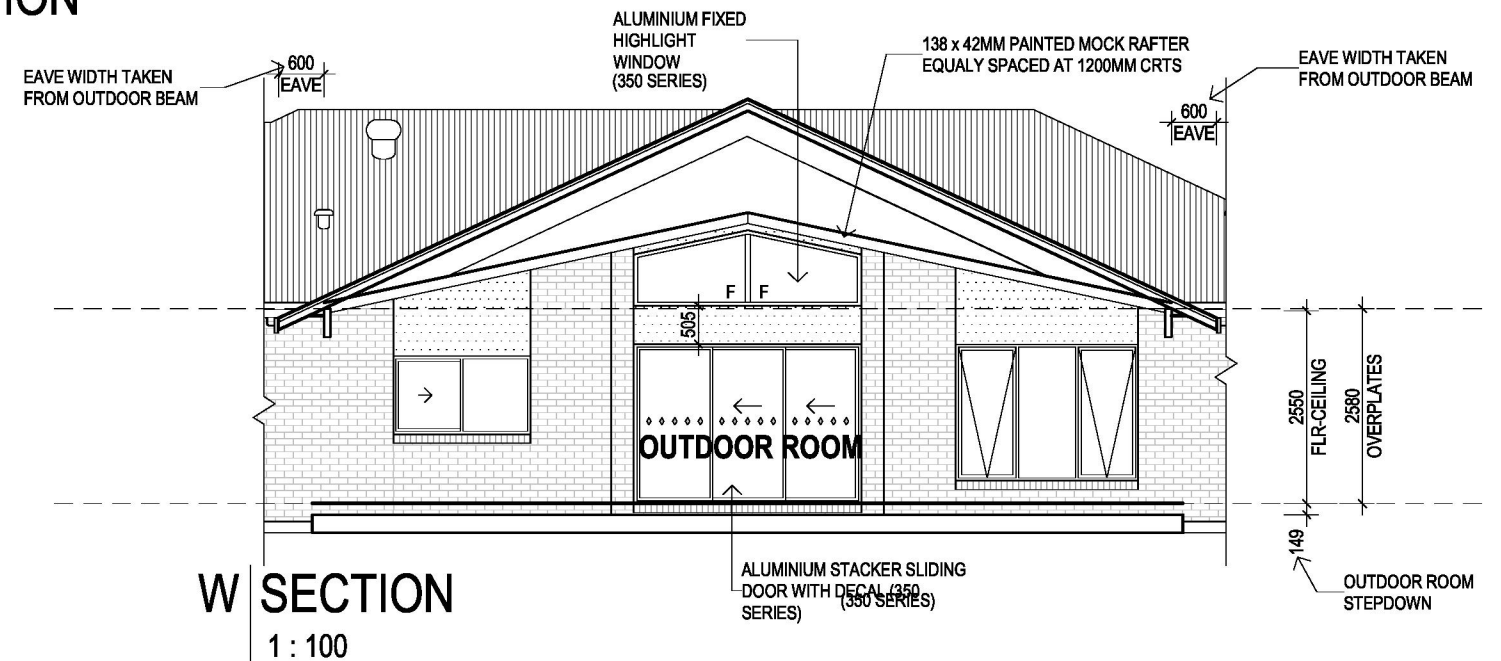 ION
ALUMINIUM FIXED
HIGHLIGHT
WINDOW
(350 SERIES)
138 x 42MM PAINTED MOCK RAFTER
EQUALY SPACED AT 1200MM CRTS
EAVE WIDTH TAKEN
FROM OUTDOOR BEAM
600
EAVE
EAVE WIDTH TAKEN
FROM OUTDOOR BEAM
600
EAVE
F F
505
OUTDOOR ROOM
2550
FLR-CEILING
2580
OVERPLATES
149
OUTDOOR ROOM
STEPDOWN
ALUMINIUM STACKER SLIDING
DOOR WITH DECAL (350
SERIES)
(350 SERIES)
W SECTION
1 : 100